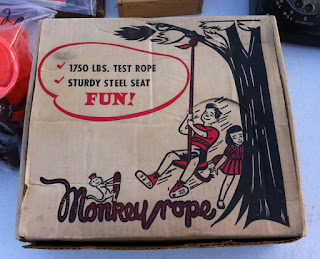 ✓ 1750 LBS. TEST ROPE
✓ STURDY STEEL SEAT
FUN!
Monkey rope